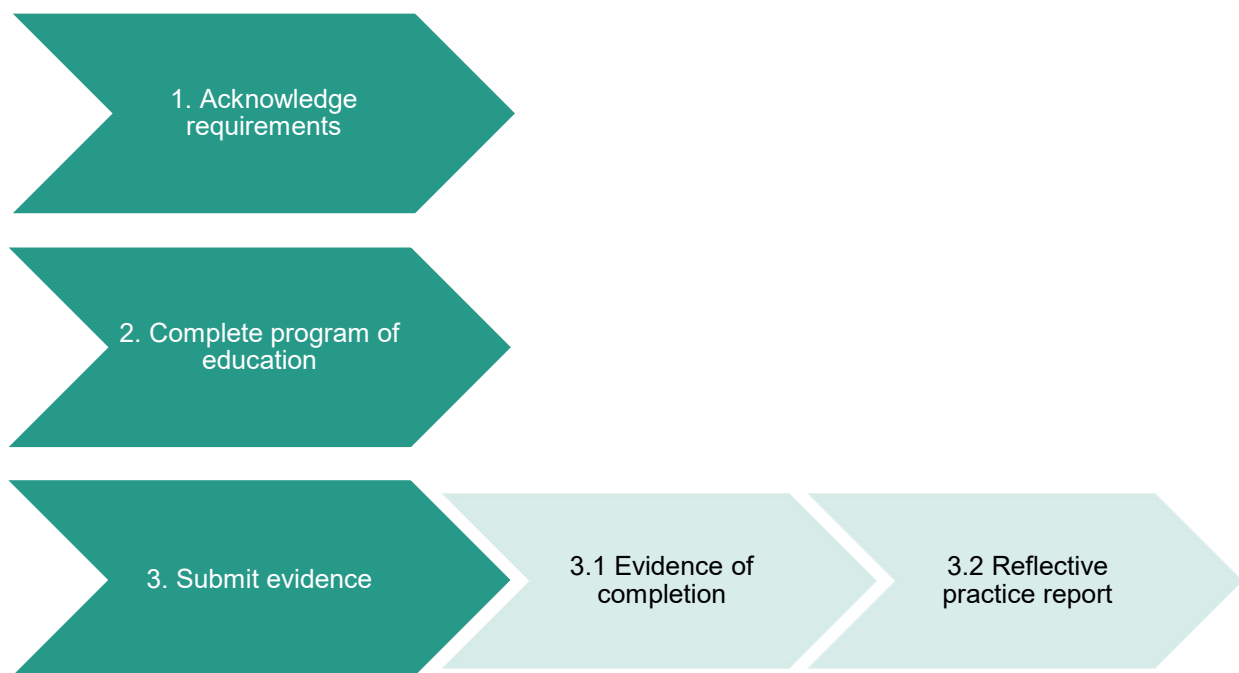 1. Acknowledge
requirements
2. Complete program of
education
3. Submit evidence
3.1 Evidence of
completion
3.2 Reflective
practice report